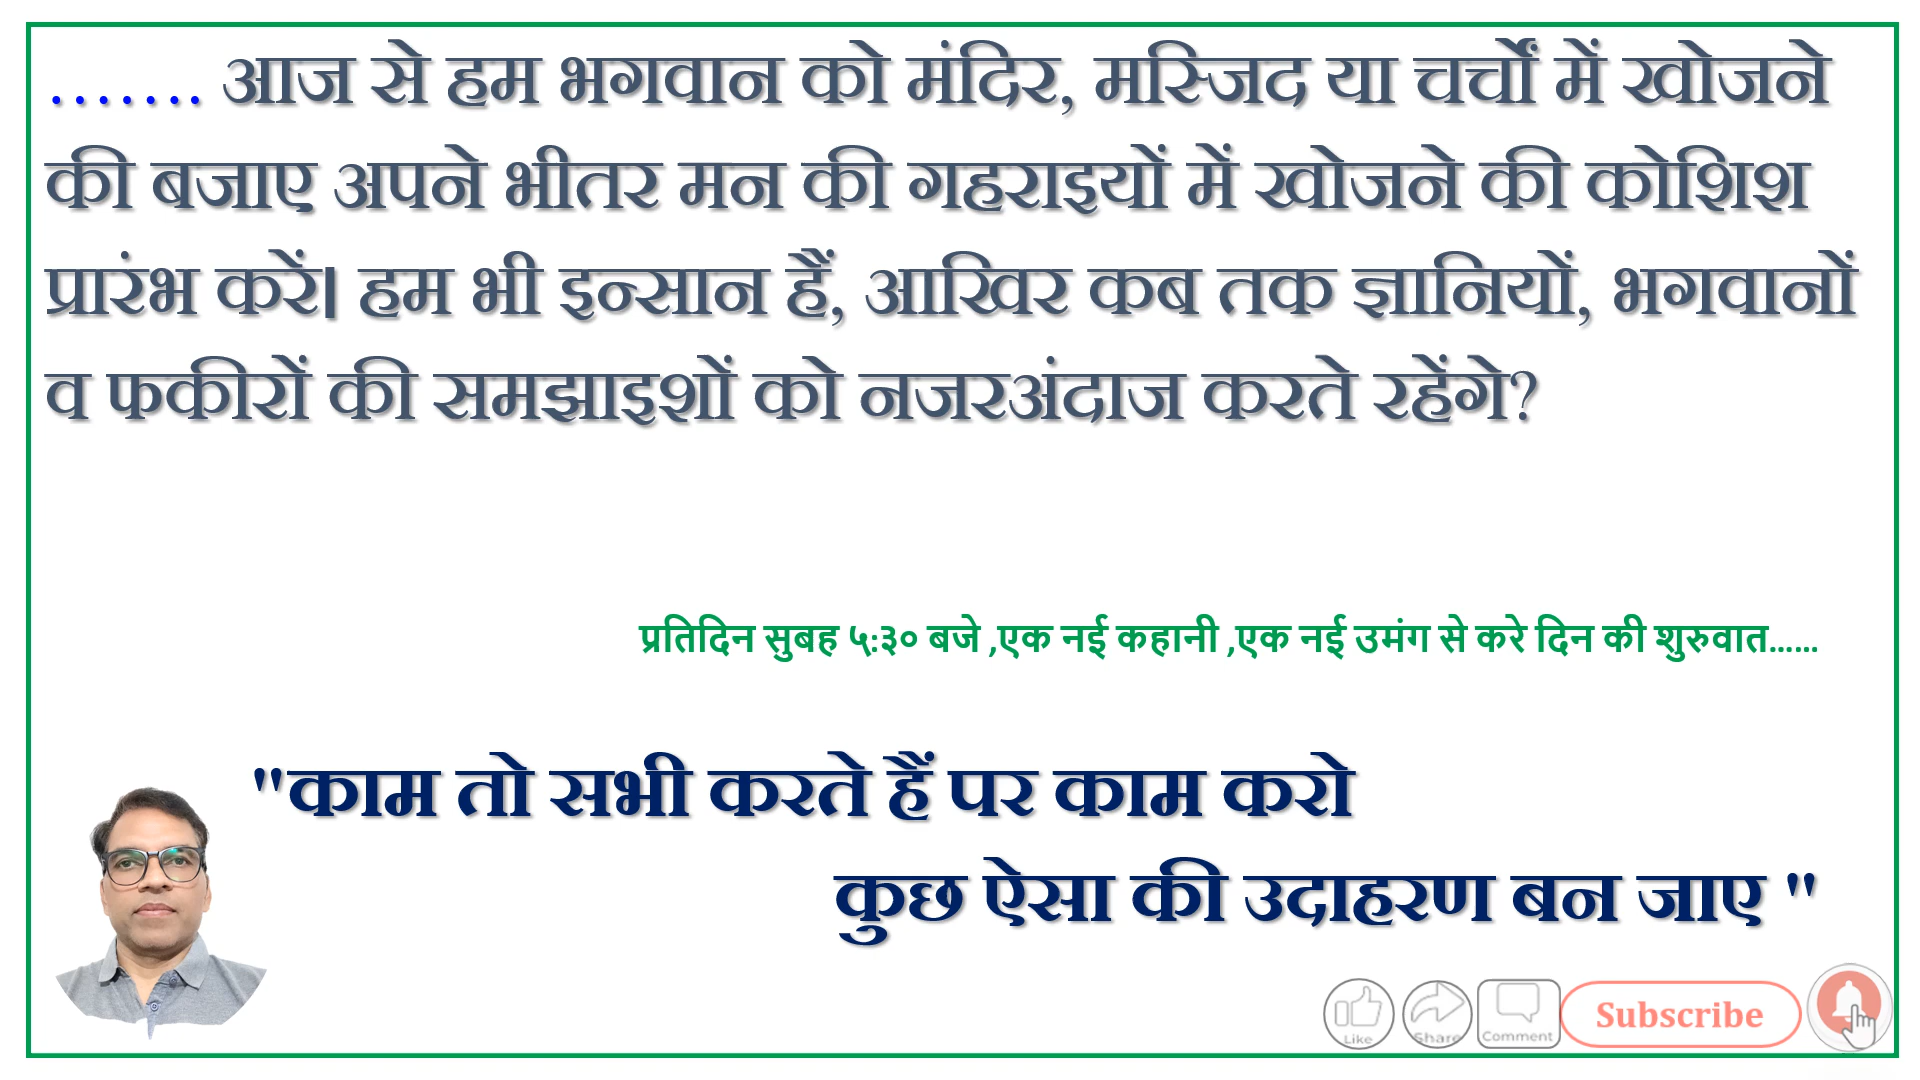 ……. आज से हम भगवान को मंदिर, मस्जिद या चर्चों में खोजने
की बजाए अपने भीतर मन की गहराइयों में खोजने की कोशिश
प्रारंभ करें। हम भी इन्सान हैं, आखिर कब तक ज्ञानियों, भगवानों
व फकीरों की समझाइशों को नजरअंदाज करते रहेंगे?
प्रतिदिन सुबह ५:३० बजे ,एक नई कहानी ,एक नई उमंग से करे दिन की शुरुवात......
"काम तो सभी करते हैं पर काम करो
कुछ ऐसा की उदाहरण बन जाए "
Like Share Comment Subscribe